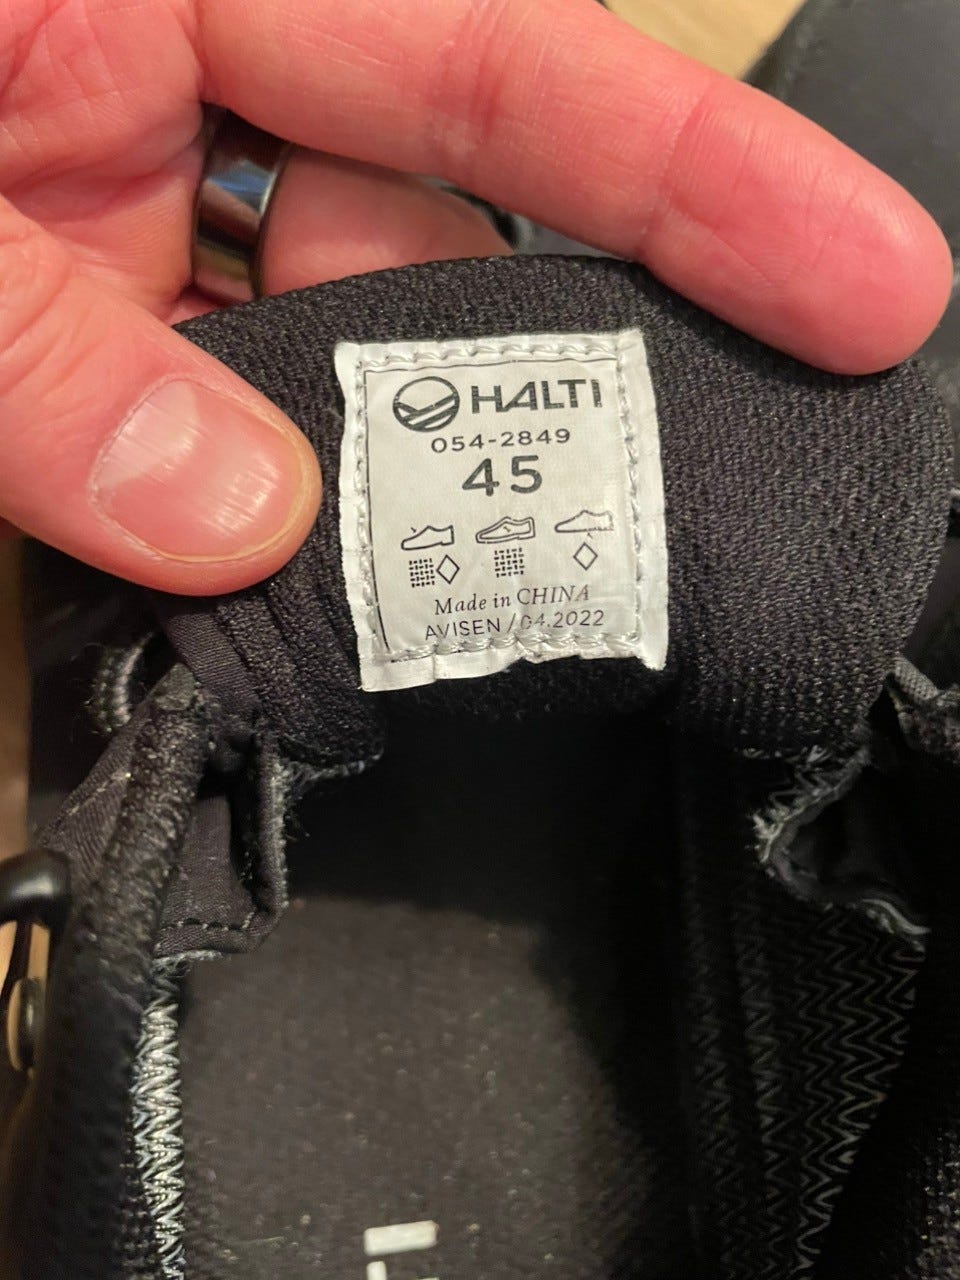 HALTI
054-2849
45
Made in CHINA
AVISEN / 04.2022